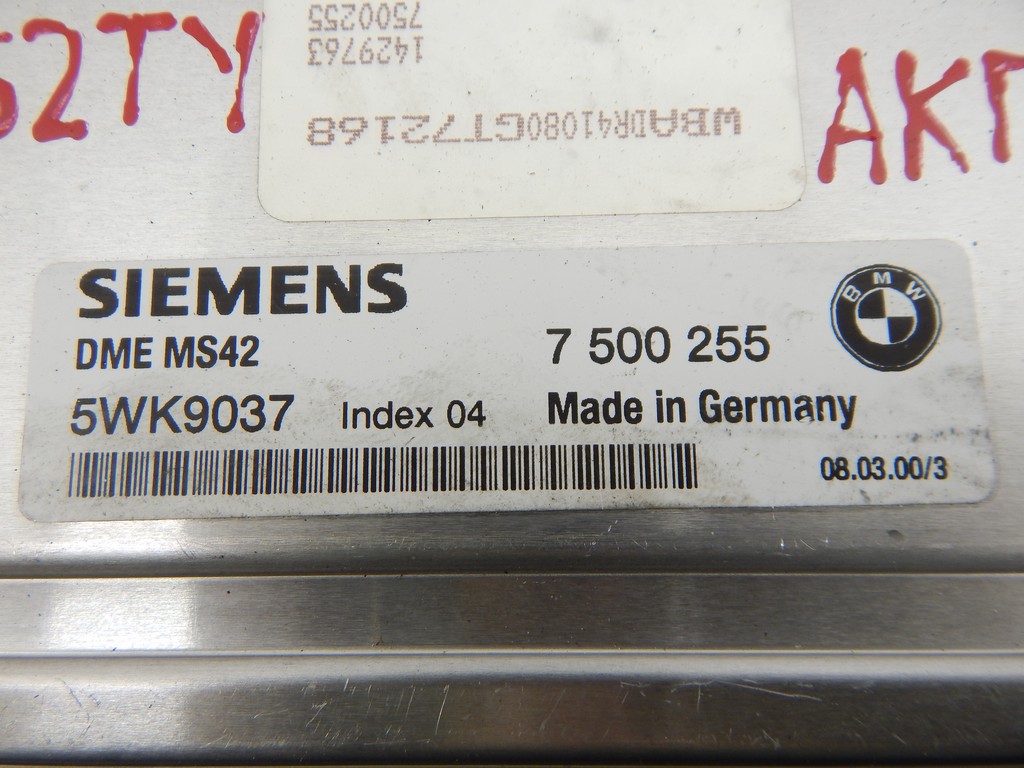 52TY
7500255
1429763
WBADR41080GT72168
АКП
SIEMENS
BMW
DME MS42
7 500 255
5WK9037 Index 04 Made in Germany
08.03.00/3